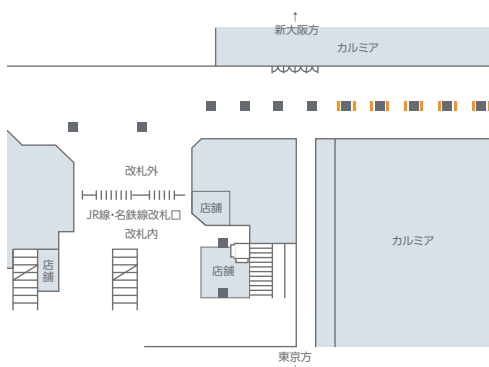 ↑
新大阪方
カルミア
改札外
JR線・名鉄線改札口
改札内
店舗
店舗
店舗
カルミア
東京方